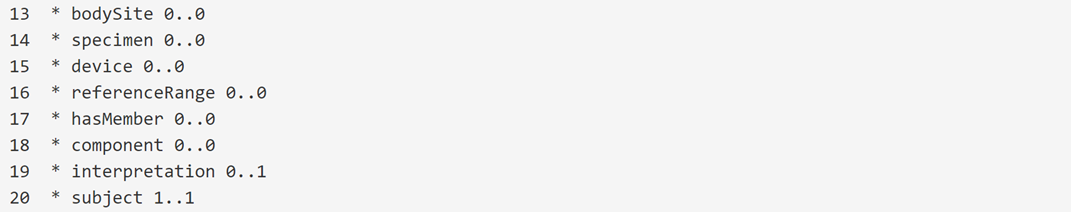 13 * bodySite 0..0
14 * specimen 0..0
15 * device 0..0
16 * referenceRange 0..0
17 * hasMember 0..0
18 * component 0..0
19 * interpretation 0..1
20 * subject 1..1